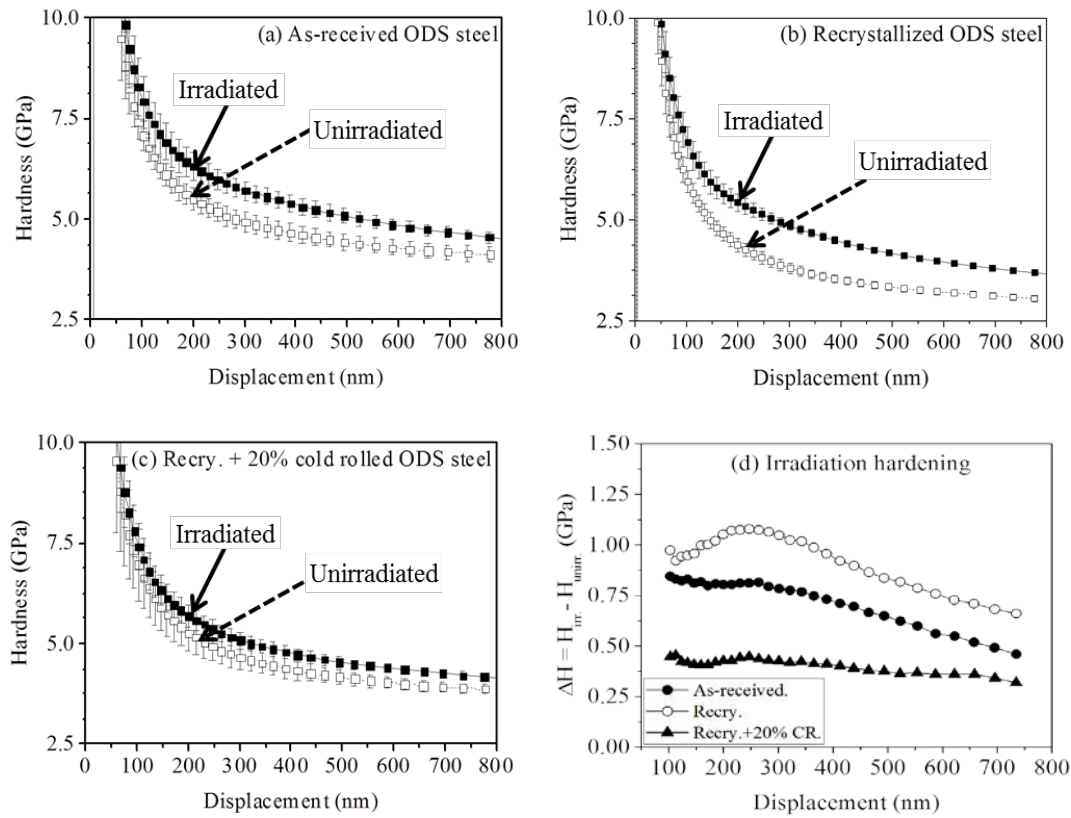 (a) As-received ODS steel
Irradiated
Unirradiated
Hardness (GPa)
10.0
7.5
5.0
2.5
0 100 200 300 400 500 600 700 800
Displacement (nm)
(b) Recrystallized ODS steel
Irradiated
Unirradiated
Hardness (GPa)
10.0
7.5
5.0
2.5
0 100 200 300 400 500 600 700 800
Displacement (nm)
(c) Recry. + 20% cold rolled ODS steel
Irradiated
Unirradiated
Hardness (GPa)
10.0
7.5
5.0
2.5
0 100 200 300 400 500 600 700 800
Displacement (nm)
(d) Irradiation hardening
ΔH = H irr. - H unirr. (GPa)
1.50
1.25
1.00
0.75
0.50
0.25
0.00
As-received.
Recry.
Recry.+20% CR.
100 200 300 400 500 600 700 800
Displacement (nm)